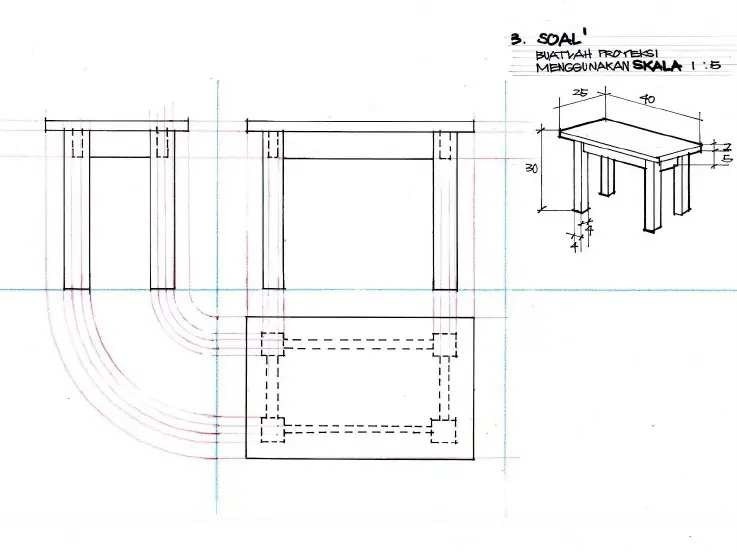 3. SOAL'
BUATLAH PROYEKSI
MENGGUNAKAN SKALA 1 : 5
25
40
30
2
5
4
4